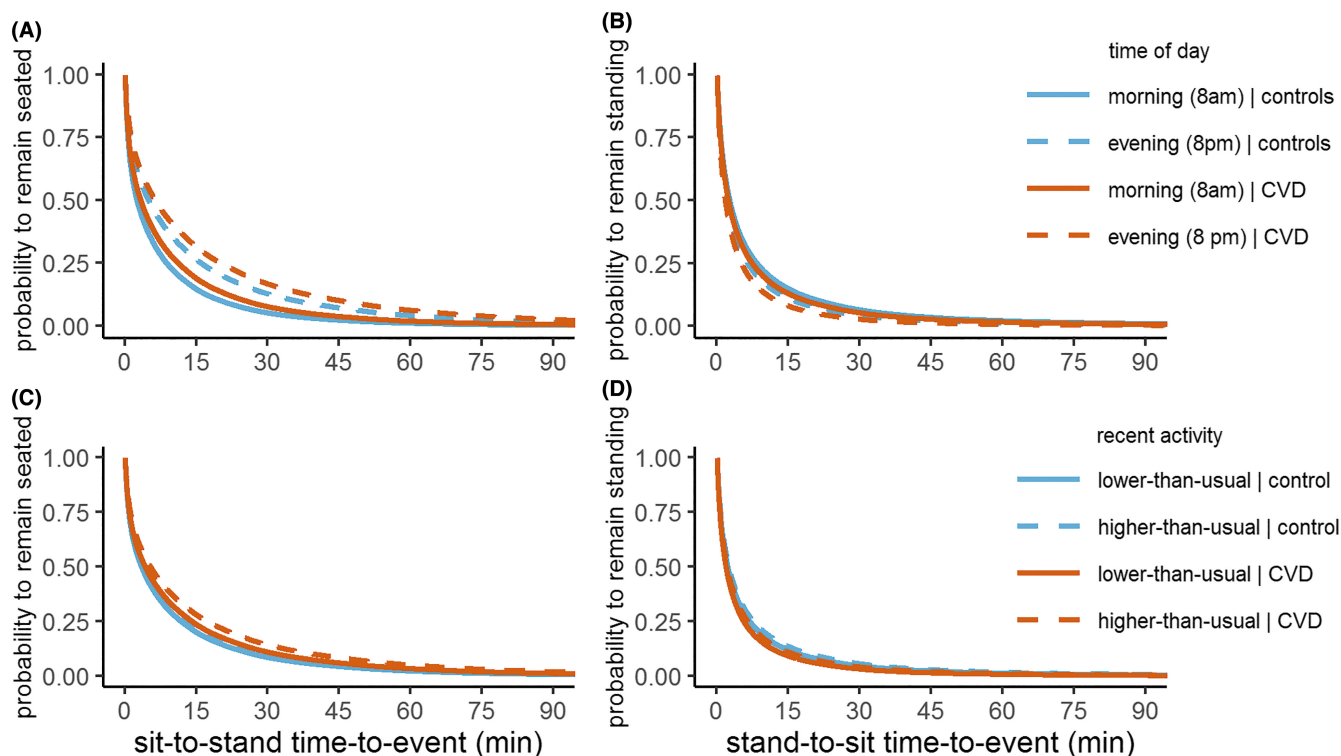 (A)
probability to remain seated
1.00
0.75
0.50
0.25
0.00
0 15 30 45 60 75 90
(B)
probability to remain standing
1.00
0.75
0.50
0.25
0.00
0 15 30 45 60 75 90
time of day
morning (8am) | controls
evening (8pm) | controls
morning (8am) | CVD
evening (8 pm) | CVD
(C)
probability to remain seated
1.00
0.75
0.50
0.25
0.00
0 15 30 45 60 75 90
sit-to-stand time-to-event (min)
(D)
probability to remain standing
1.00
0.75
0.50
0.25
0.00
0 15 30 45 60 75 90
stand-to-sit time-to-event (min)
recent activity
lower-than-usual | control
higher-than-usual | control
lower-than-usual | CVD
higher-than-usual | CVD